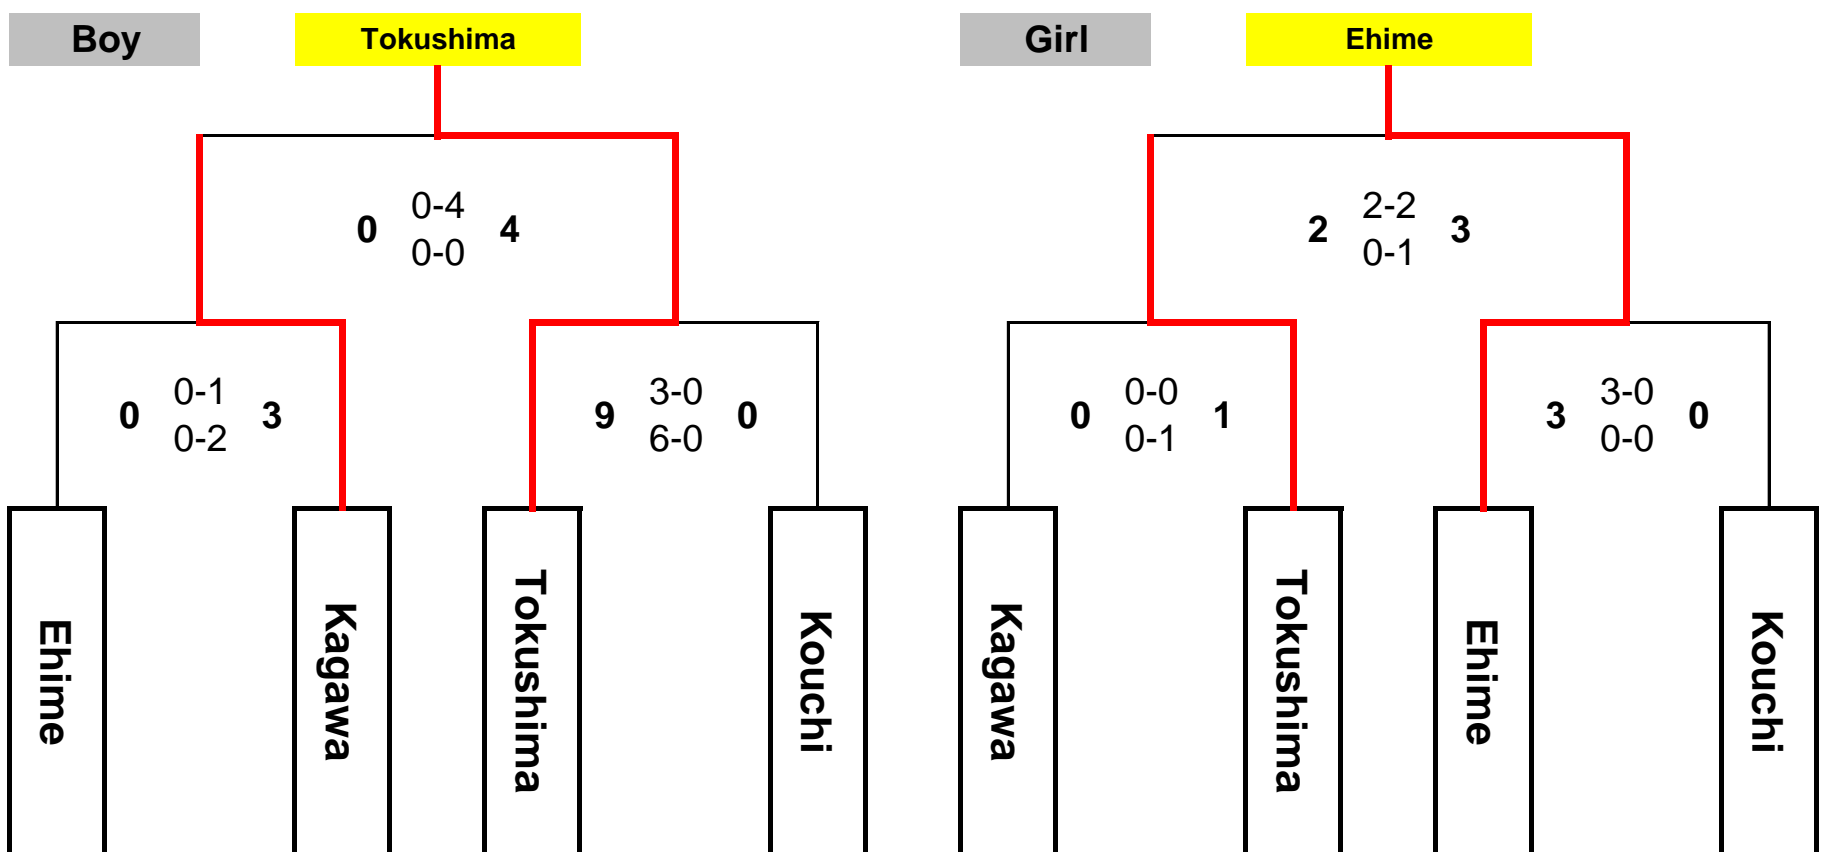 Boy
Tokushima
Girl
Ehime
0 0-4 4
0-0
2 2-2 3
0-1
0 0-1 3
0-2
9 3-0 0
6-0
0 0-0 1
0-1
3 3-0 0
0-0
Ehime
Kagawa
Tokushima
Kouchi
Kagawa
Tokushima
Ehime
Kouchi